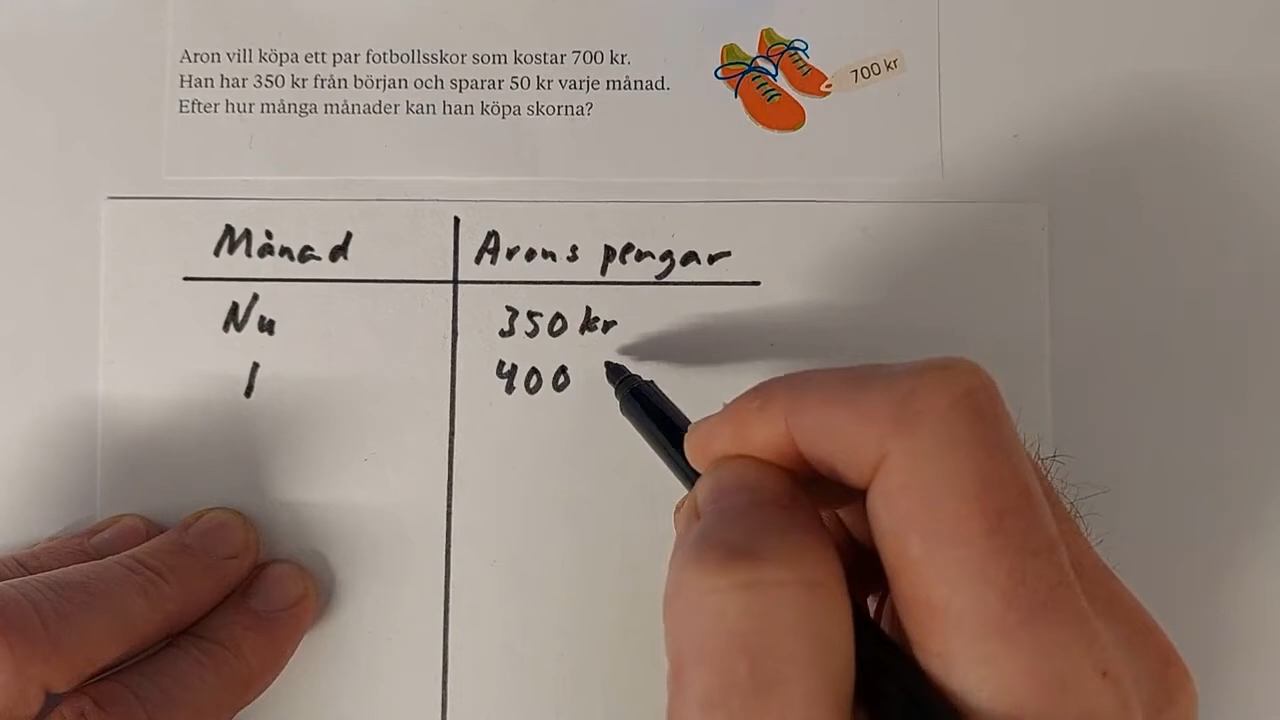 Aron vill köpa ett par fotbollsskor som kostar 700 kr.
Han har 350 kr från början och sparar 50 kr varje månad.
Efter hur många månader kan han köpa skorna?
700 kr
Månad Arons pengar
Nu 350 kr
1 400